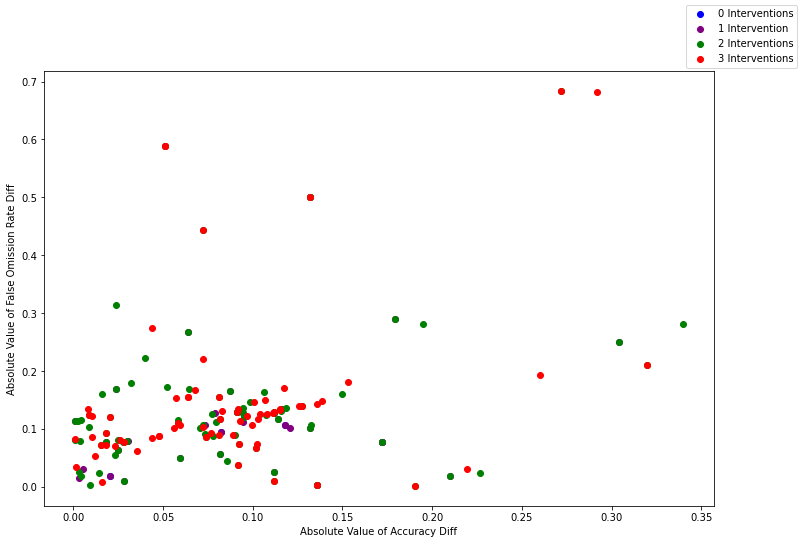 0 Interventions
1 Intervention
2 Interventions
3 Interventions
0.7
0.6
0.5
0.4
0.3
0.2
0.1
0.0
Absolute Value of False Omission Rate Diff
0.00 0.05 0.10 0.15 0.20 0.25 0.30 0.35
Absolute Value of Accuracy Diff